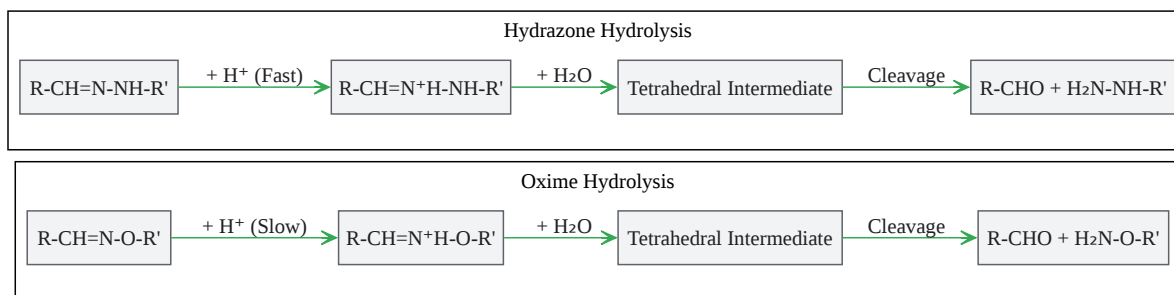 Hydrazone Hydrolysis
R-CH=N-NH-R'
+ H⁺ (Fast)
R-CH=N⁺H-NH-R'
+ H₂O
Tetrahedral Intermediate
Cleavage
R-CHO + H₂N-NH-R'
Oxime Hydrolysis
R-CH=N-O-R'
+ H⁺ (Slow)
R-CH=N⁺H-O-R'
+ H₂O
Tetrahedral Intermediate
Cleavage
R-CHO + H₂N-O-R'